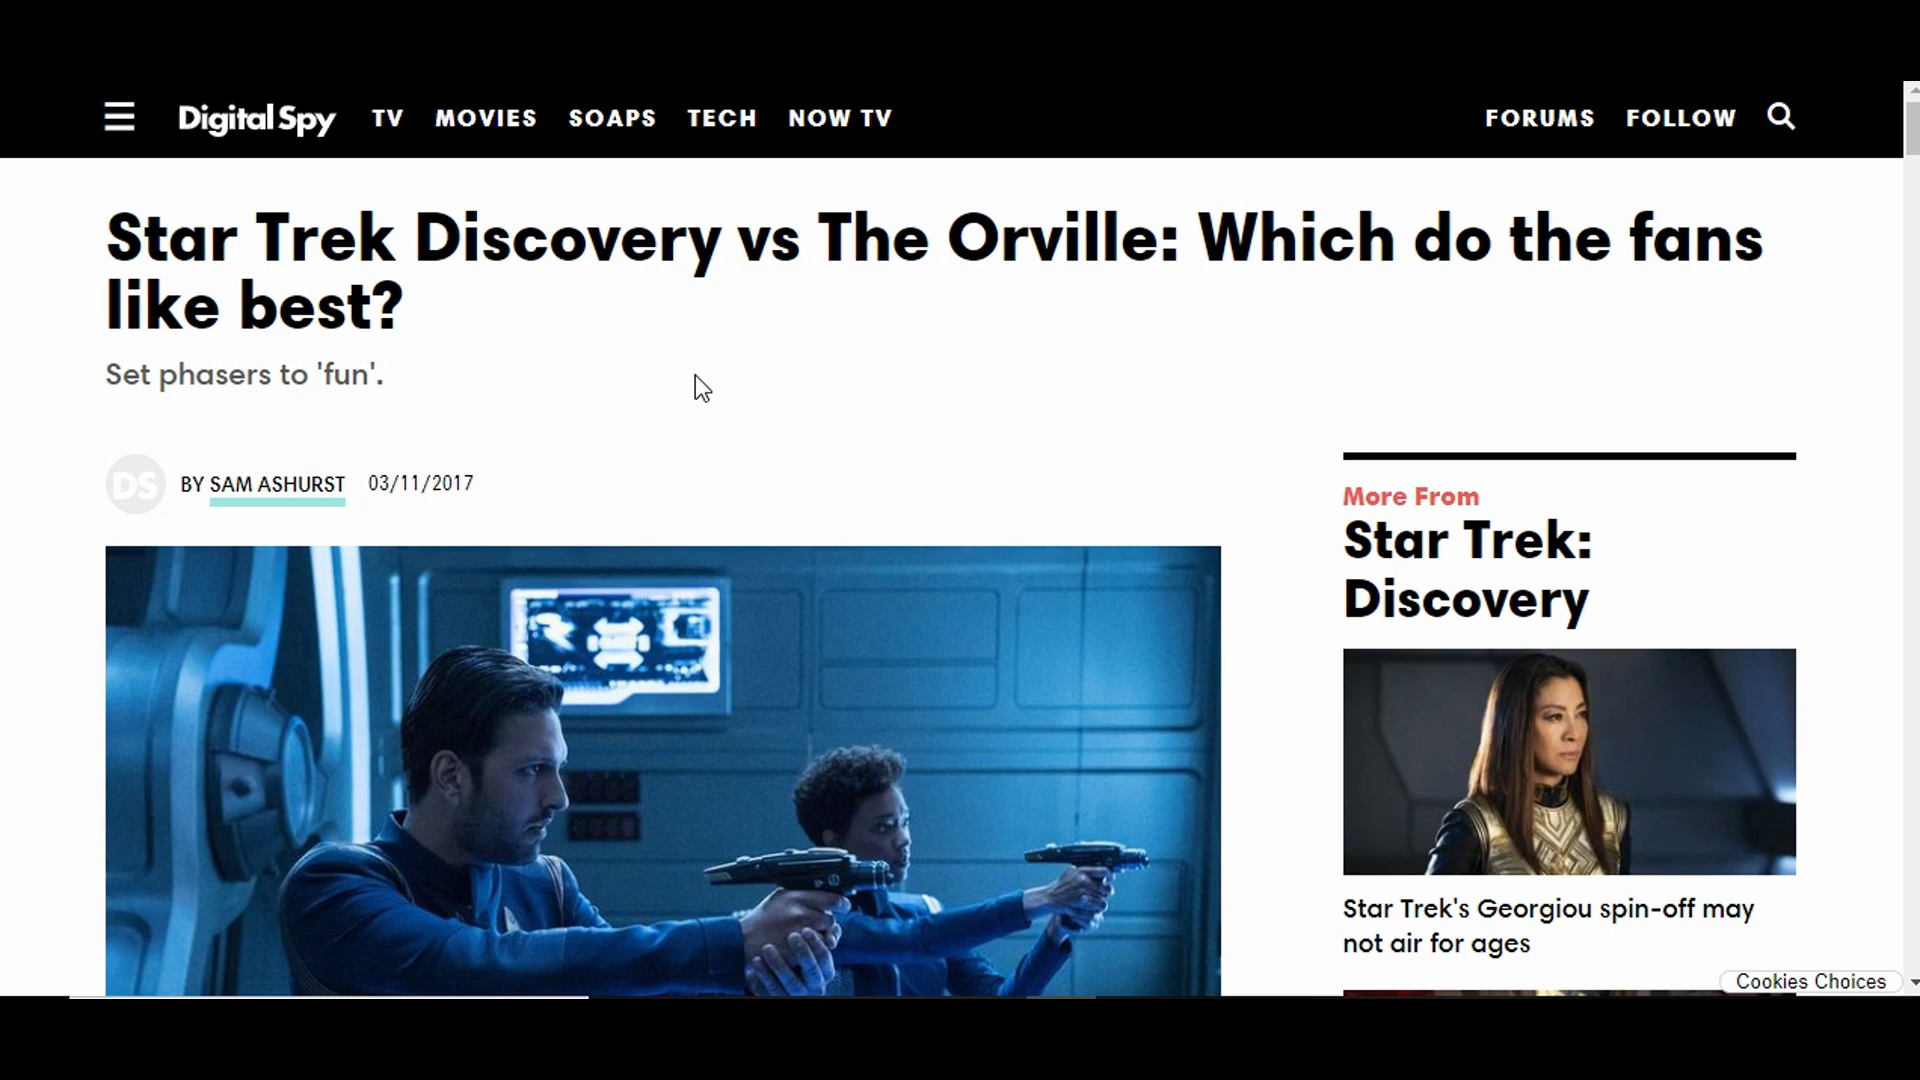 Digital Spy TV MOVIES SOAPS TECH NOW TV FORUMS FOLLOW
Star Trek Discovery vs The Orville: Which do the fans
like best?
Set phasers to 'fun'.
DS BY SAM ASHURST 03/11/2017
More From
Star Trek:
Discovery
Star Trek's Georgiou spin-off may
not air for ages
Cookies Choices